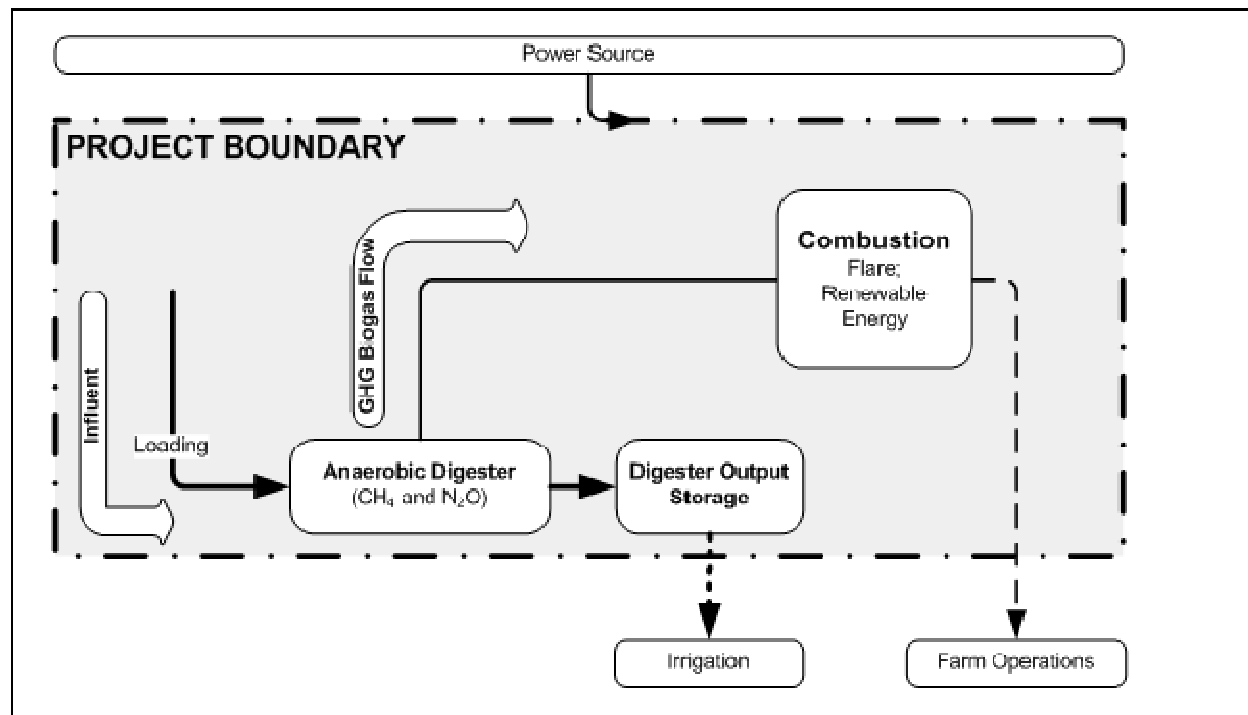 Power Source
PROJECT BOUNDARY
Combustion
Flare;
Renewable
Energy
GHG Biogas Flow
Influent
Loading
Anaerobic Digester
(CH₄ and N₂O)
Digester Output
Storage
Irrigation
Farm Operations